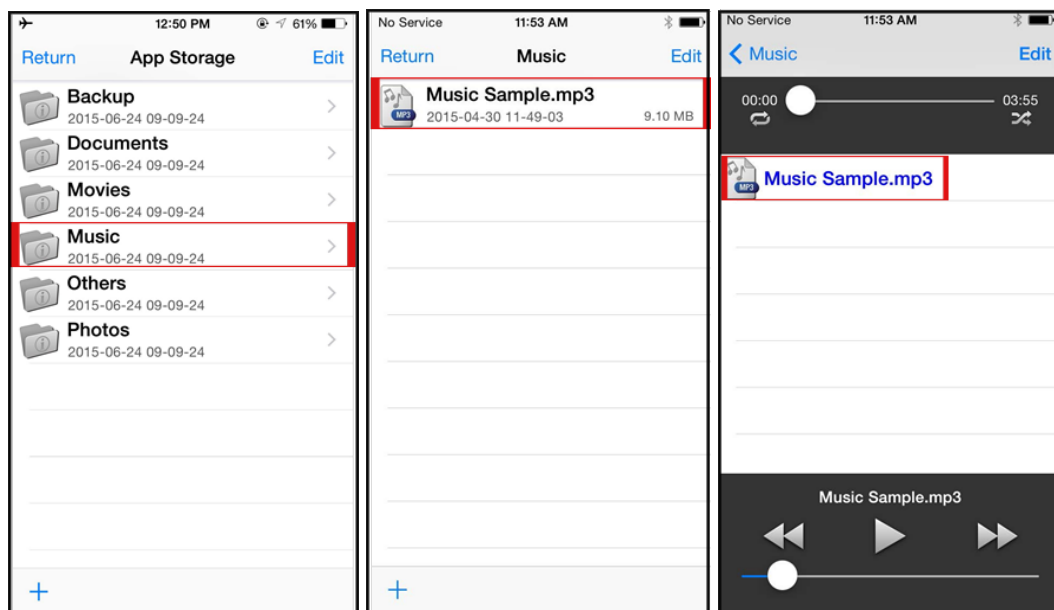 12:50 PM 61%
Return App Storage Edit
Backup
2015-06-24 09-09-24
Documents
2015-06-24 09-09-24
Movies
2015-06-24 09-09-24
Music
2015-06-24 09-09-24
Others
2015-06-24 09-09-24
Photos
2015-06-24 09-09-24
+
No Service 11:53 AM
Return Music Edit
MP3 Music Sample.mp3
2015-04-30 11-49-03 9.10 MB
+
No Service 11:53 AM
Music Edit
00:00 03:55
MP3 Music Sample.mp3
Music Sample.mp3